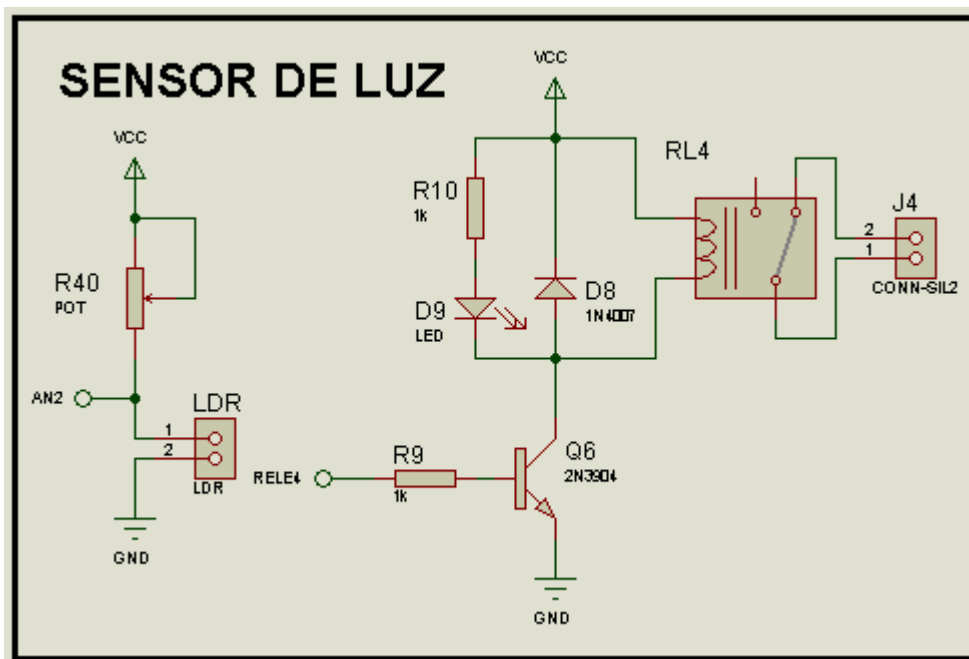 SENSOR DE LUZ
VCC
R40
POT
AN2
LDR
1
2
LDR
GND
VCC
R10
1k
D9
LED
D8
1N4007
RL4
J4
2
1
CONN-SIL2
RELE4
R9
1k
Q6
2N3904
GND